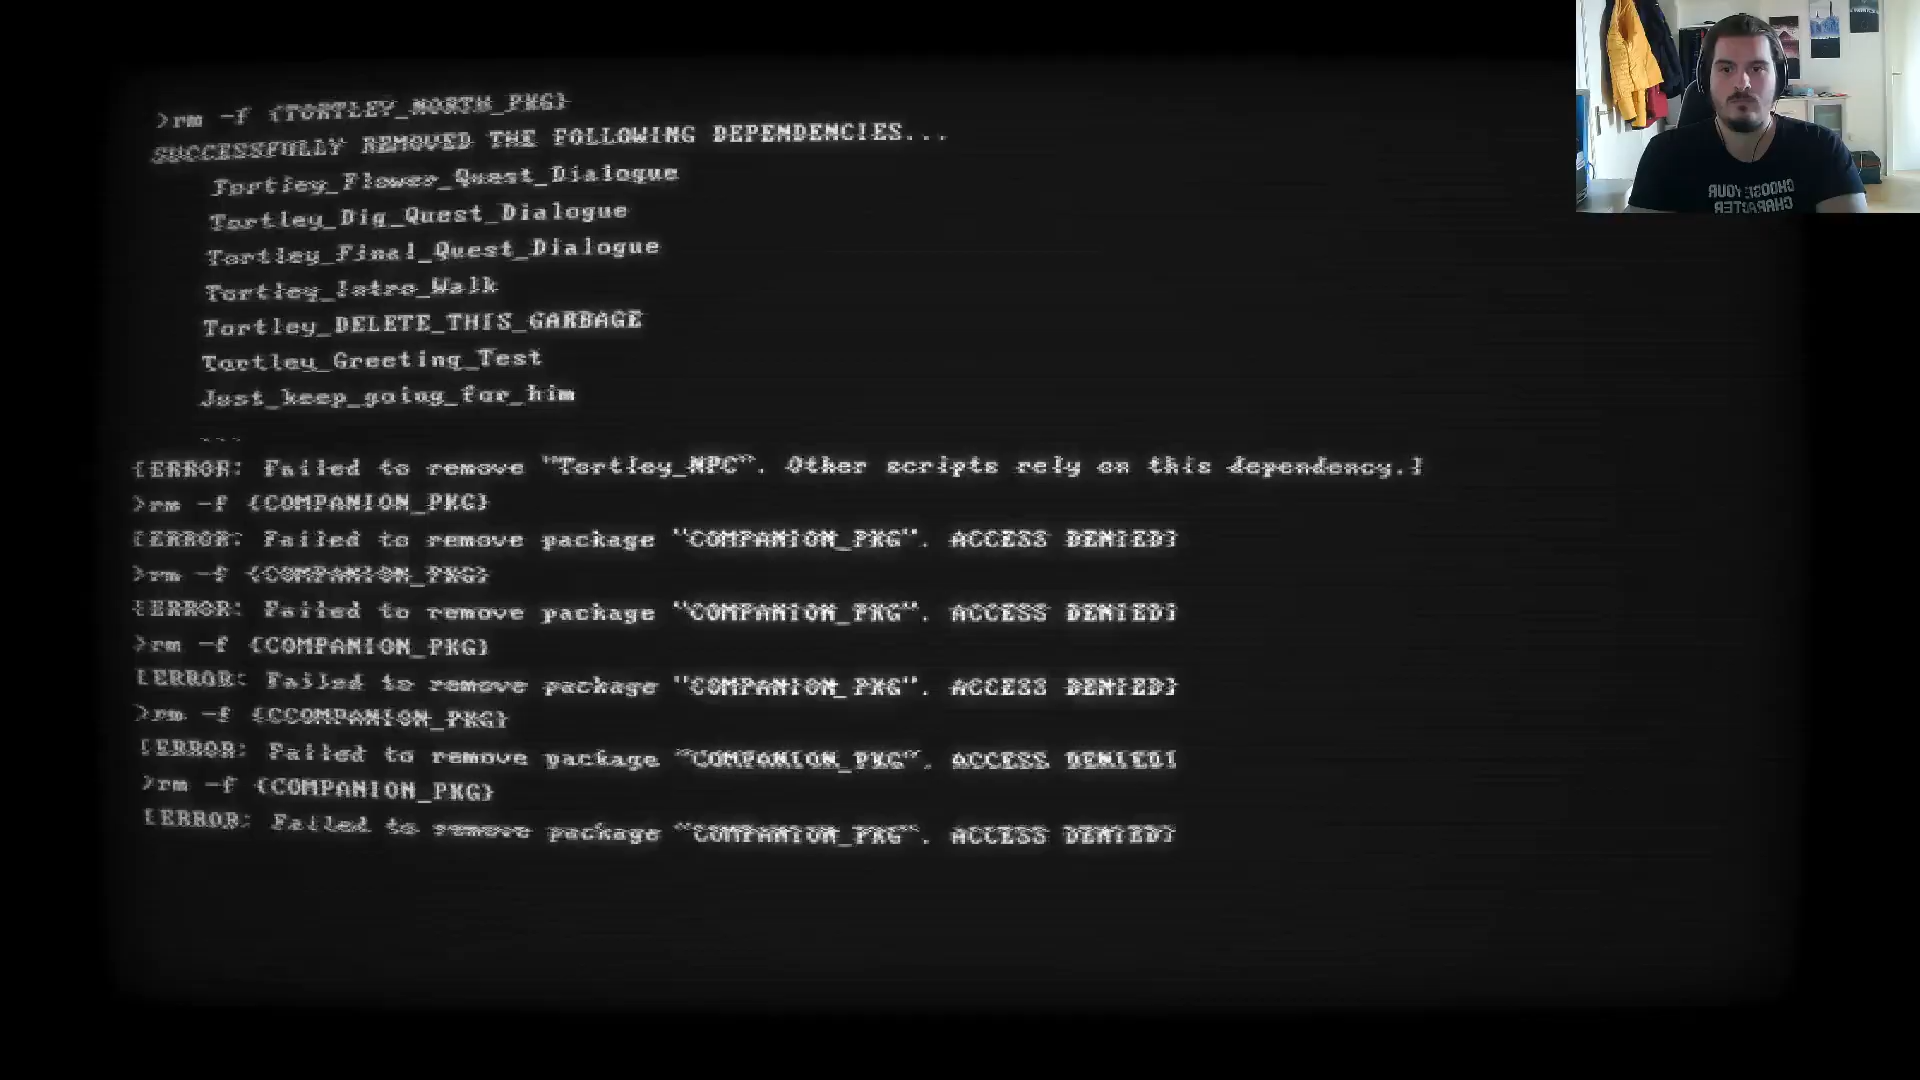 >rm -f {TORTLEY_NORTH_PKG}
SUCCESSFULLY REMOVED THE FOLLOWING DEPENDENCIES...
Tortley_Flower_Quest_Dialogue
Tortley_Dig_Quest_Dialogue
Tortley_Final_Quest_Dialogue
Tortley_Intro_Walk
Tortley_DELETE_THIS_GARBAGE
Tortley_Greeting_Test
Just_keep_going_for_him
...
[ERROR: Failed to remove "Tortley_NPC". Other scripts rely on this dependency.]
>rm -f {COMPANION_PKG}
[ERROR: Failed to remove package "COMPANION_PKG". ACCESS DENIED]
>rm -f {COMPANION_PKG}
[ERROR: Failed to remove package "COMPANION_PKG". ACCESS DENIED]
>rm -f {COMPANION_PKG}
[ERROR: Failed to remove package "COMPANION_PKG". ACCESS DENIED]
>rm -f {CCOMPANION_PKG}
[ERROR: Failed to remove package "COMPANION_PKG". ACCESS DENIED]
>rm -f {COMPANION_PKG}
[ERROR: Failed to remove package "COMPANION_PKG". ACCESS DENIED]
CHOOSE YOUR
CHARACTER